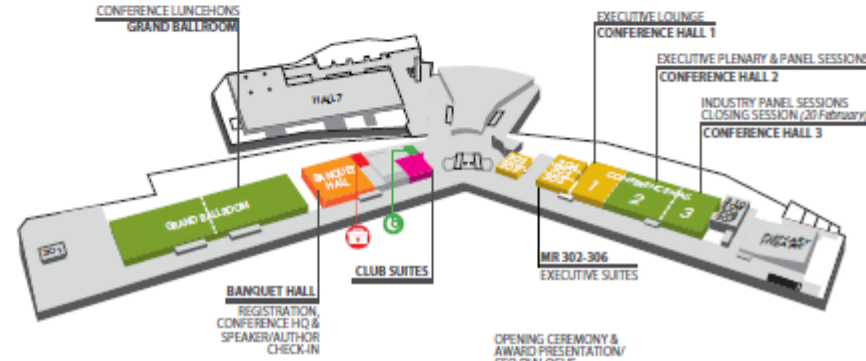 CONFERENCE LUNCEHONS
GRAND BALLROOM
EXECUTIVE LOUNGE
CONFERENCE HALL 1
EXECUTIVE PLENARY & PANEL SESSIONS
CONFERENCE HALL 2
INDUSTRY PANEL SESSIONS
CLOSING SESSION (20 February)
CONFERENCE HALL 3
HALL 7
BANQUET
HALL
GRAND BALLROOM
CONFERENCE HALL
1
2
3
301
CLUB SUITES
MR 302-306
EXECUTIVE SUITES
BANQUET HALL
REGISTRATION,
CONFERENCE HQ &
SPEAKER/AUTHOR
CHECK-IN
OPENING CEREMONY &
AWARD PRESENTATION/